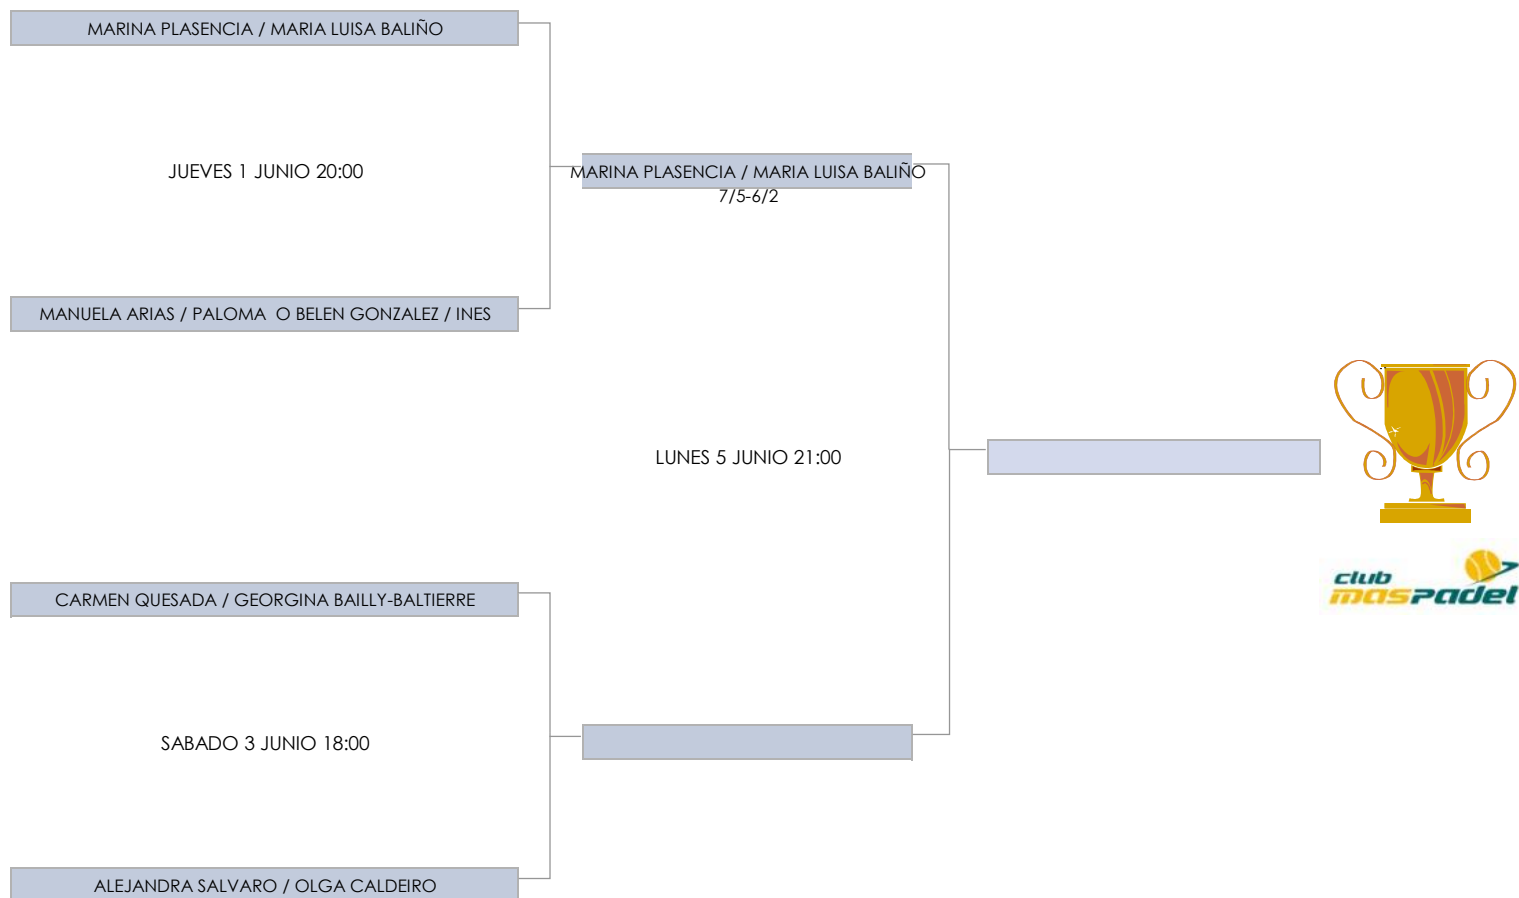 MARINA PLASENCIA / MARIA LUISA BALIÑO
JUEVES 1 JUNIO 20:00
MARINA PLASENCIA / MARIA LUISA BALIÑO
7/5-6/2
MANUELA ARIAS / PALOMA  O BELEN GONZALEZ / INES
LUNES 5 JUNIO 21:00
club
maspadel
CARMEN QUESADA / GEORGINA BAILLY-BALTIERRE
SABADO 3 JUNIO 18:00
ALEJANDRA SALVARO / OLGA CALDEIRO